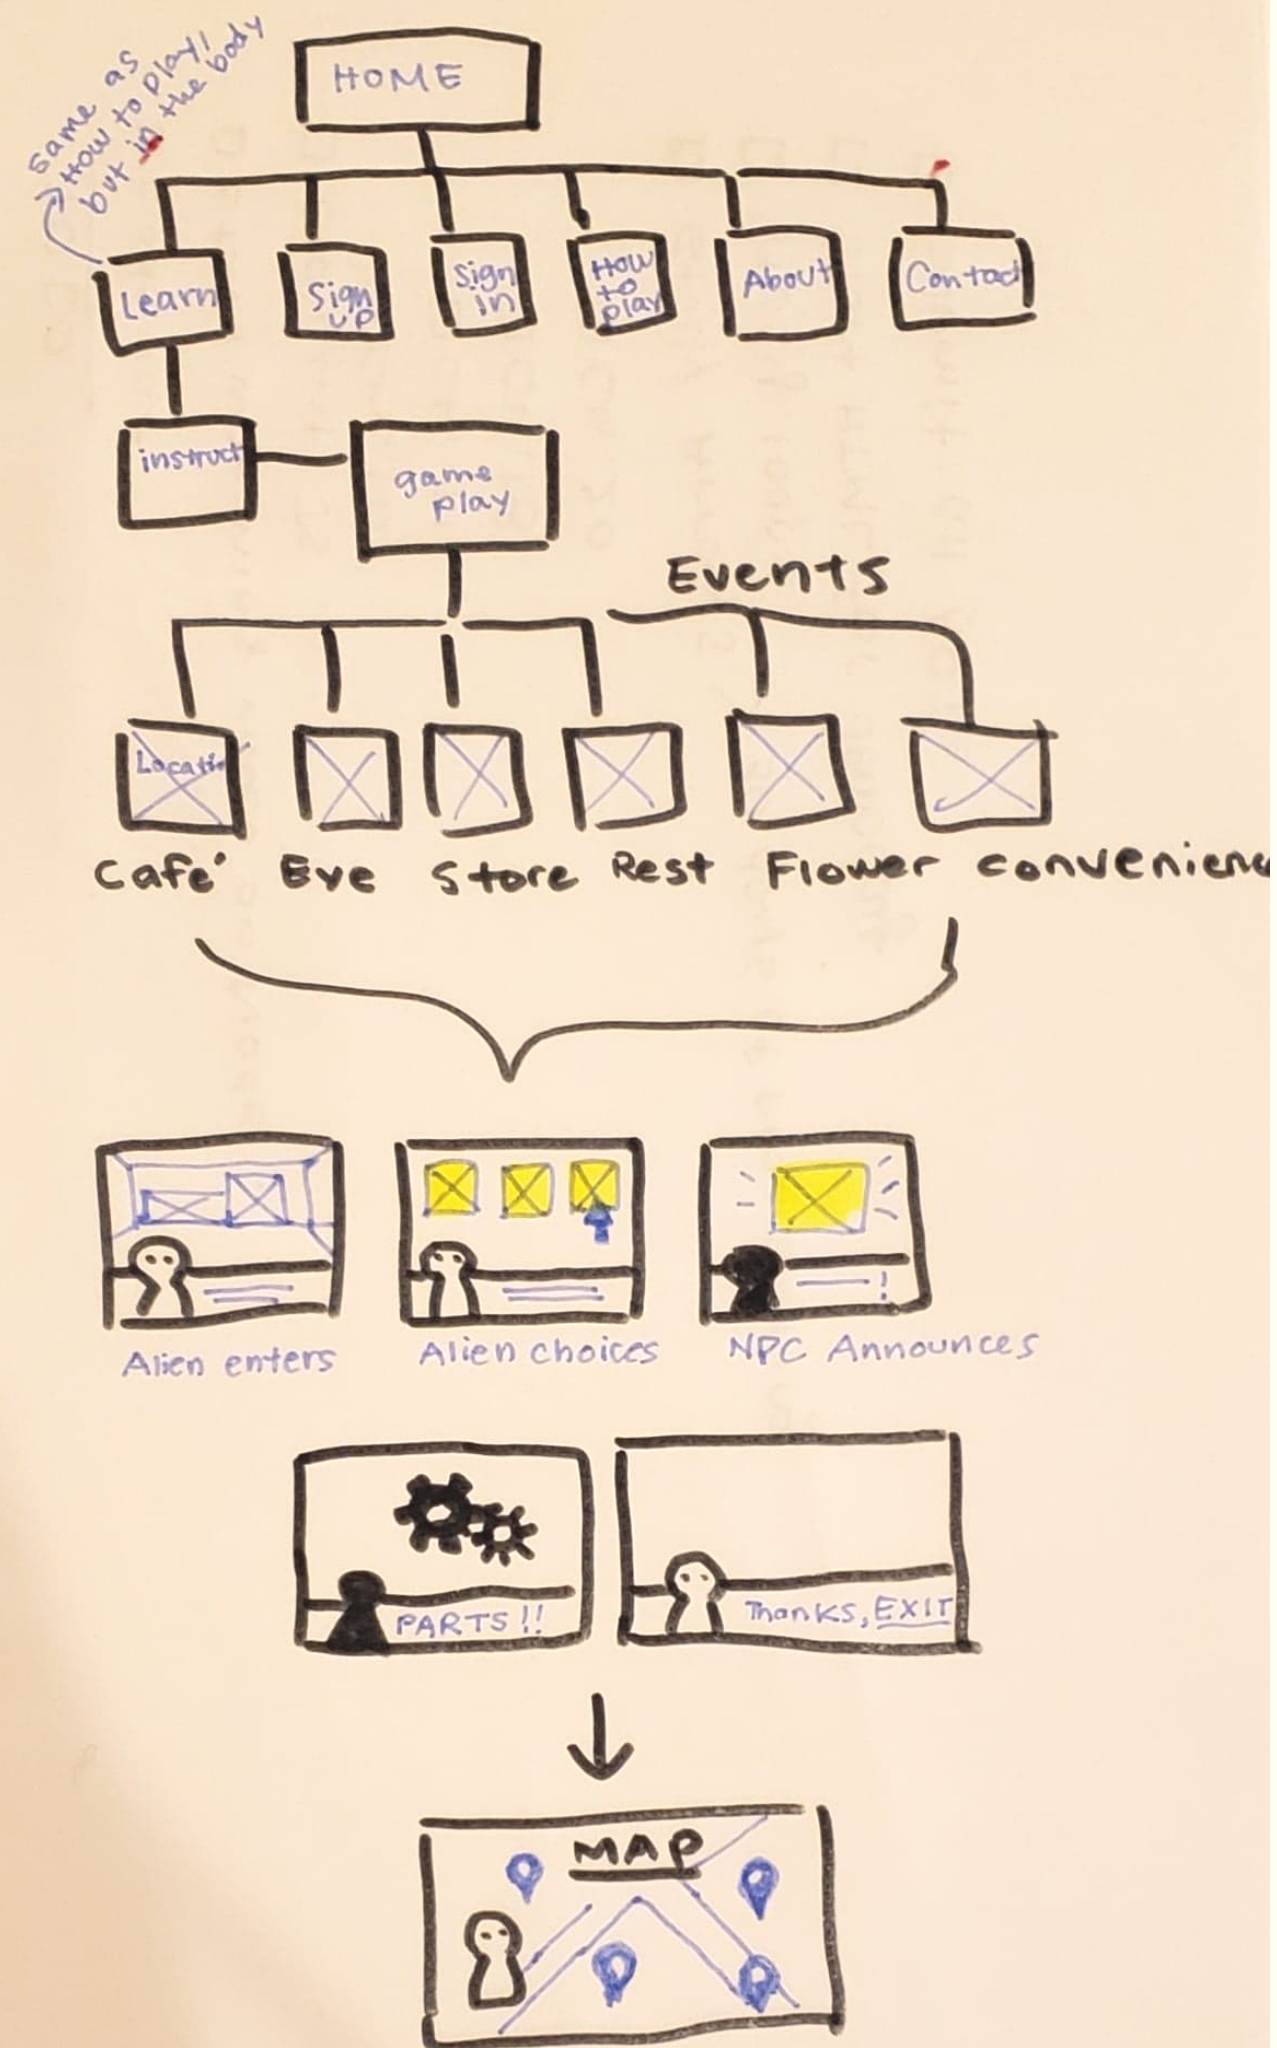 same as
How to play,
but in the body
HOME
Learn
Sign
up
Sign
in
How
to
play
About
Contact
instruct
game
play
Events
Locatio
Café Eye Store Rest Flower convenienc
Alien enters
Alien choices
NPC Announces
!
PARTS!!
Thanks, EXIT
MAP